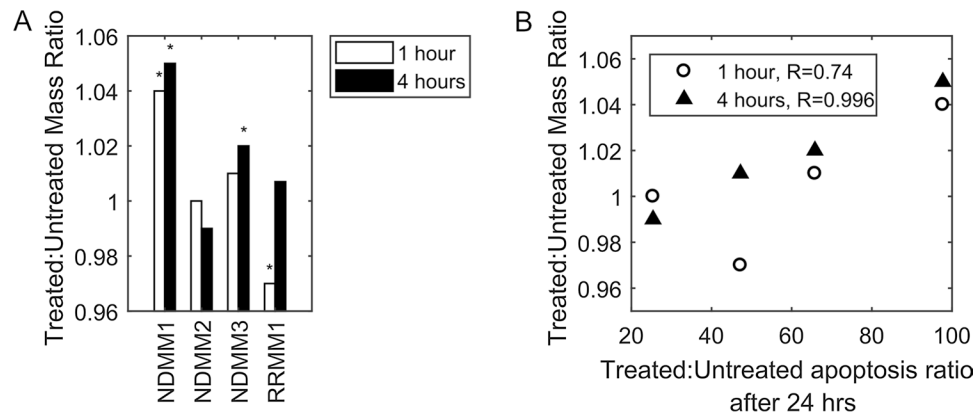 A
Treated:Untreated Mass Ratio
1.06
1.04
1.02
1
0.98
0.96
* *
*
*
NDMM1
NDMM2
NDMM3
RRMM1
1 hour
4 hours
B
Treated:Untreated Mass Ratio
1.06
1.04
1.02
1
0.98
0.96
1 hour, R=0.74
4 hours, R=0.996
20 40 60 80 100
Treated:Untreated apoptosis ratio
after 24 hrs